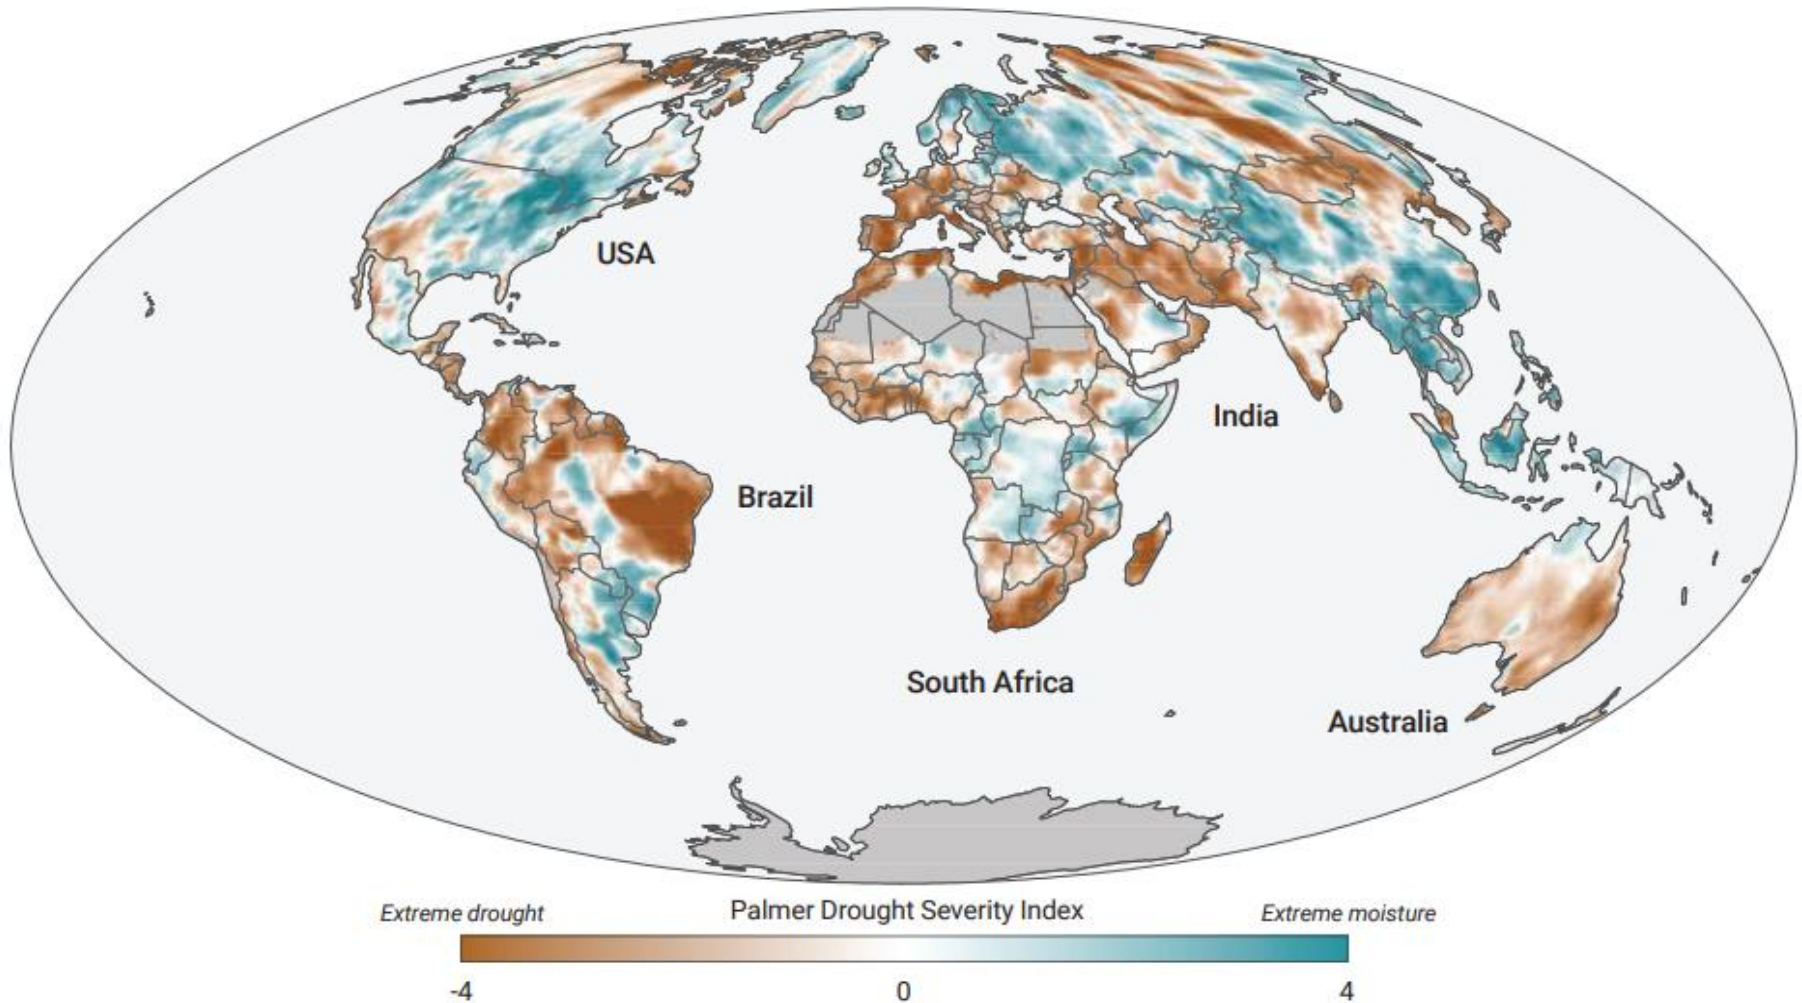 USA
India
Brazil
South Africa
Australia
Extreme drought
Palmer Drought Severity Index
Extreme moisture
-4
0
4